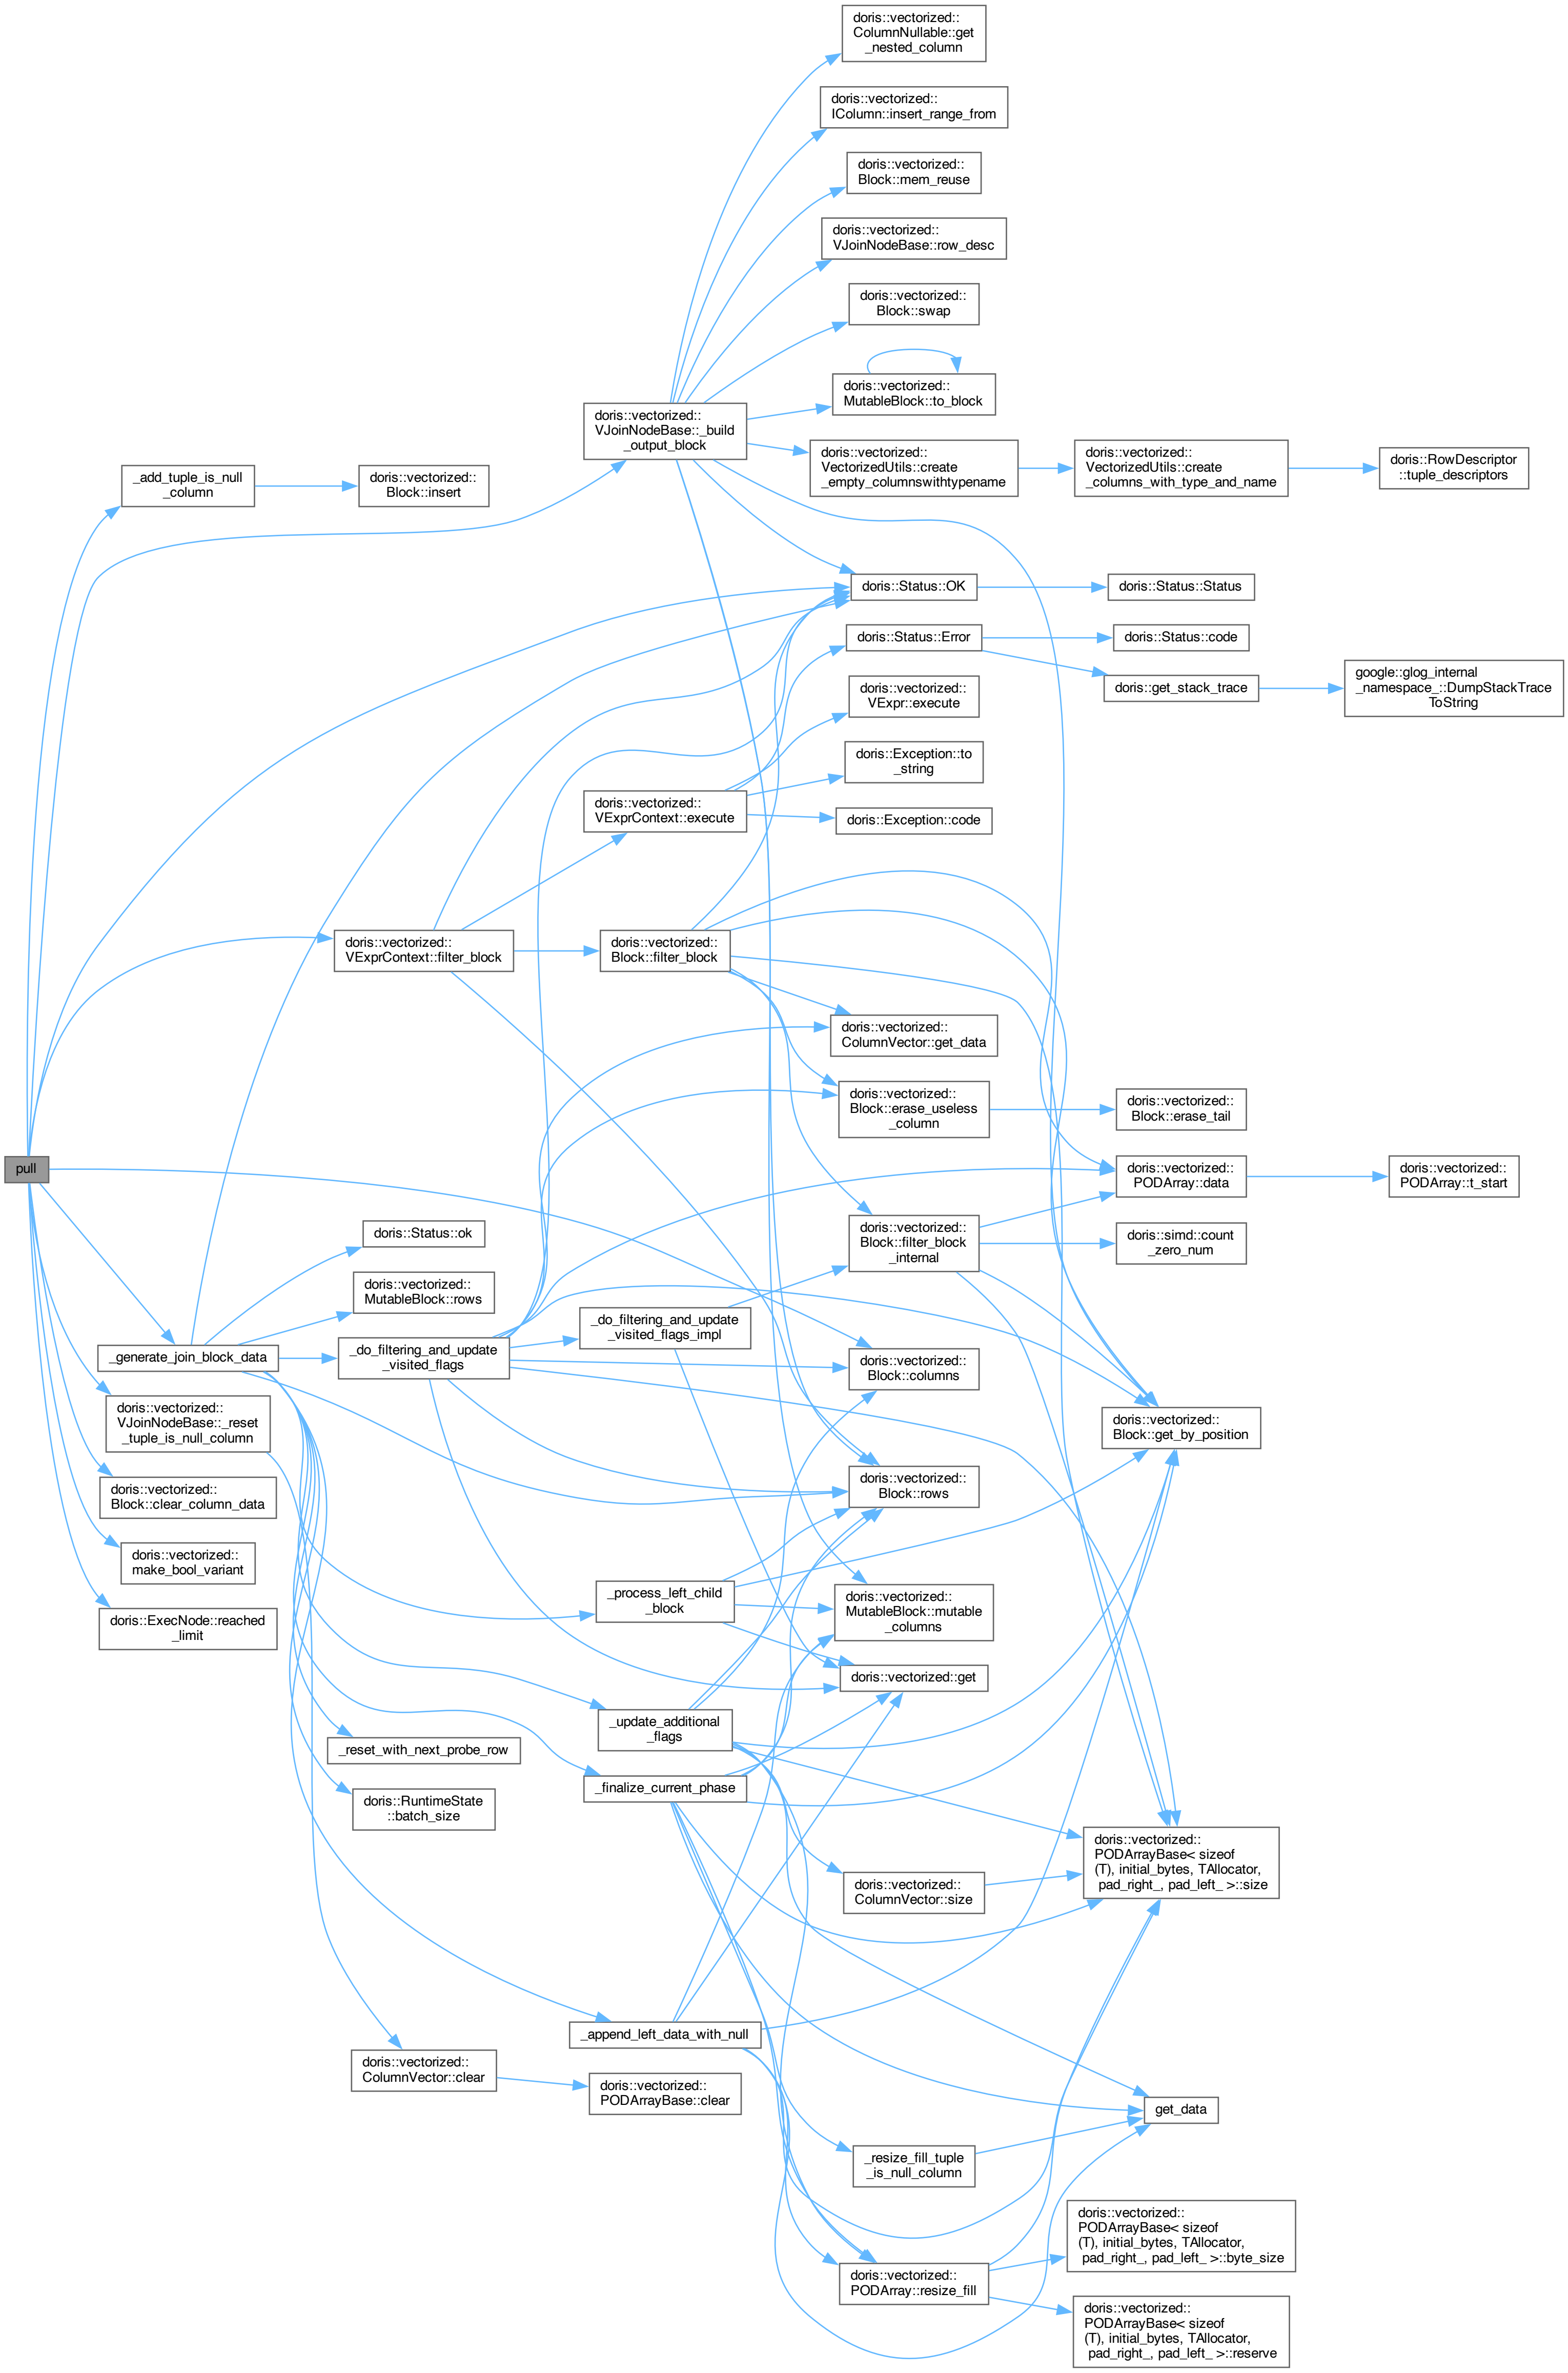 doris::vectorized::
ColumnNullable::get
_nested_column
doris::vectorized::
IColumn::insert_range_from
doris::vectorized::
Block::mem_reuse
doris::vectorized::
VJoinNodeBase::row_desc
doris::vectorized::
Block::swap
doris::vectorized::
MutableBlock::to_block
doris::vectorized::
VJoinNodeBase::_build
_output_block
doris::vectorized::
VectorizedUtils::create
_empty_columnswithtypename
doris::vectorized::
VectorizedUtils::create
_columns_with_type_and_name
doris::RowDescriptor
::tuple_descriptors
_add_tuple_is_null
_column
doris::vectorized::
Block::insert
doris::Status::OK
doris::Status::Status
doris::Status::Error
doris::Status::code
doris::get_stack_trace
google::glog_internal
_namespace_::DumpStackTrace
ToString
doris::vectorized::
VExpr::execute
doris::Exception::to
_string
doris::vectorized::
VExprContext::execute
doris::Exception::code
doris::vectorized::
VExprContext::filter_block
doris::vectorized::
Block::filter_block
doris::vectorized::
ColumnVector::get_data
doris::vectorized::
Block::erase_useless
_column
doris::vectorized::
Block::erase_tail
pull
doris::vectorized::
PODArray::data
doris::vectorized::
PODArray::t_start
doris::Status::ok
doris::vectorized::
Block::filter_block
_internal
doris::simd::count
_zero_num
doris::vectorized::
MutableBlock::rows
_generate_join_block_data
_do_filtering_and_update
_visited_flags
_do_filtering_and_update
_visited_flags_impl
doris::vectorized::
Block::columns
doris::vectorized::
VJoinNodeBase::_reset
_tuple_is_null_column
doris::vectorized::
Block::get_by_position
doris::vectorized::
Block::clear_column_data
doris::vectorized::
Block::rows
doris::vectorized::
make_bool_variant
doris::ExecNode::reached
_limit
_process_left_child
_block
doris::vectorized::
MutableBlock::mutable
_columns
doris::vectorized::get
_update_additional
_flags
_reset_with_next_probe_row
_finalize_current_phase
doris::RuntimeState
::batch_size
doris::vectorized::
PODArrayBase< sizeof
(T), initial_bytes, TAllocator,
pad_right_, pad_left_ >::size
doris::vectorized::
ColumnVector::size
_append_left_data_with_null
doris::vectorized::
ColumnVector::clear
doris::vectorized::
PODArrayBase::clear
get_data
_resize_fill_tuple
_is_null_column
doris::vectorized::
PODArrayBase< sizeof
(T), initial_bytes, TAllocator,
pad_right_, pad_left_ >::byte_size
doris::vectorized::
PODArray::resize_fill
doris::vectorized::
PODArrayBase< sizeof
(T), initial_bytes, TAllocator,
pad_right_, pad_left_ >::reserve